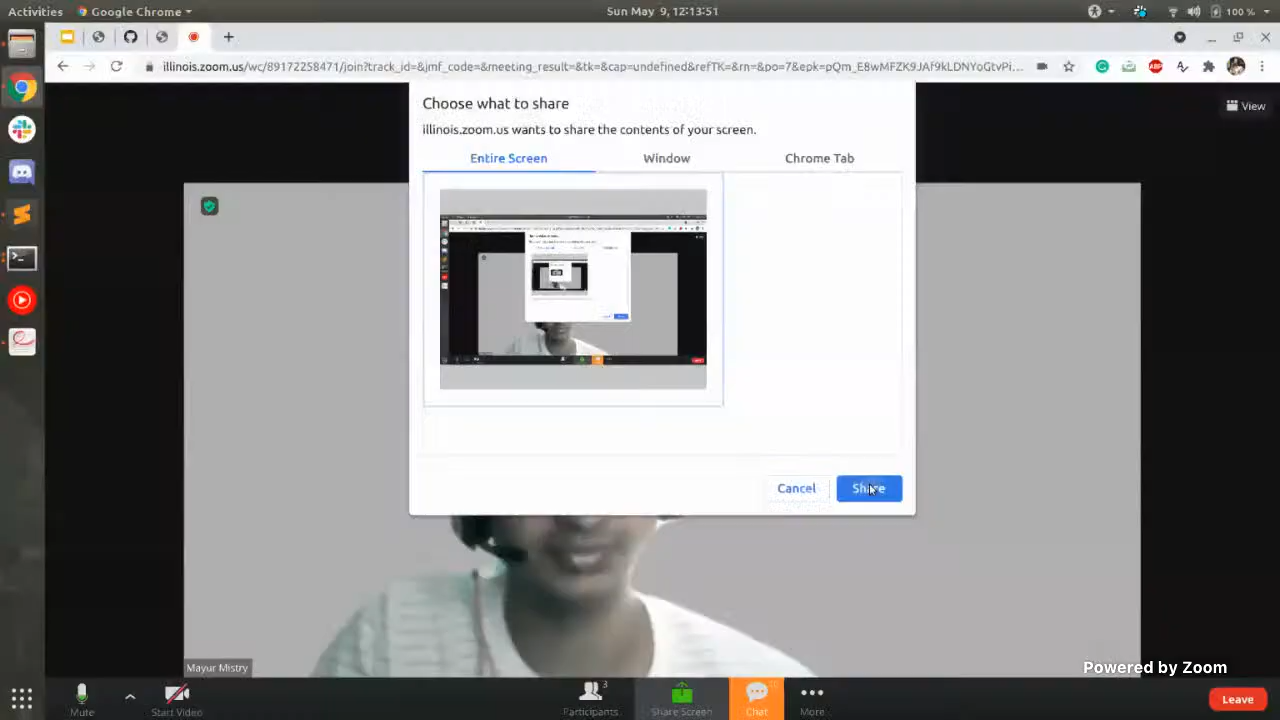 Activities Google Chrome Sun May 9, 12:13:51 100 %
illinois.zoom.us/wc/89172258471/join?track_id=&jmf_code=&meeting_result=&tk=&cap=undefined&refTK=&rn=&po=7&epk=pQm_E8wMFZK9JAf9kLDNYoGtvPi...
View
Choose what to share
illinois.zoom.us wants to share the contents of your screen.
Entire Screen Window Chrome Tab
Cancel Share
Mayur Mistry
Powered by Zoom
Mute Start Video Participants 3 Share Screen Chat More Leave